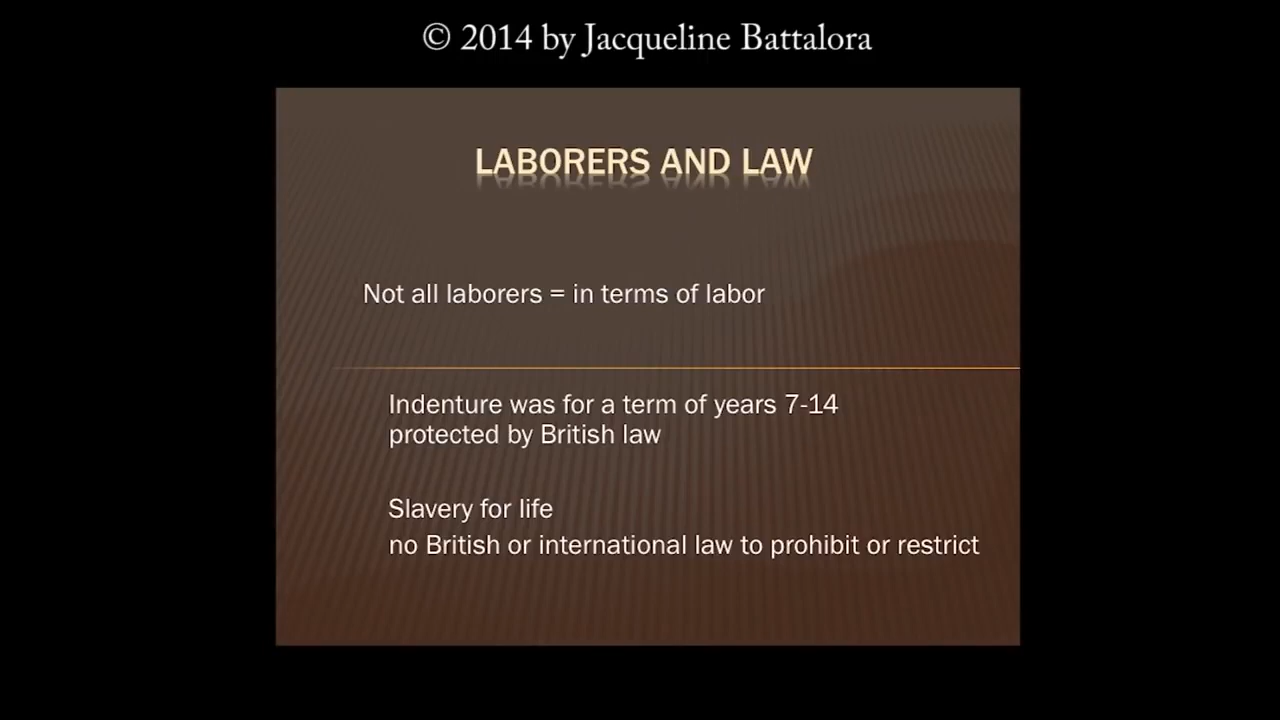 © 2014 by Jacqueline Battalora
LABORERS AND LAW
Not all laborers = in terms of labor
Indenture was for a term of years 7-14
protected by British law
Slavery for life
no British or international law to prohibit or restrict